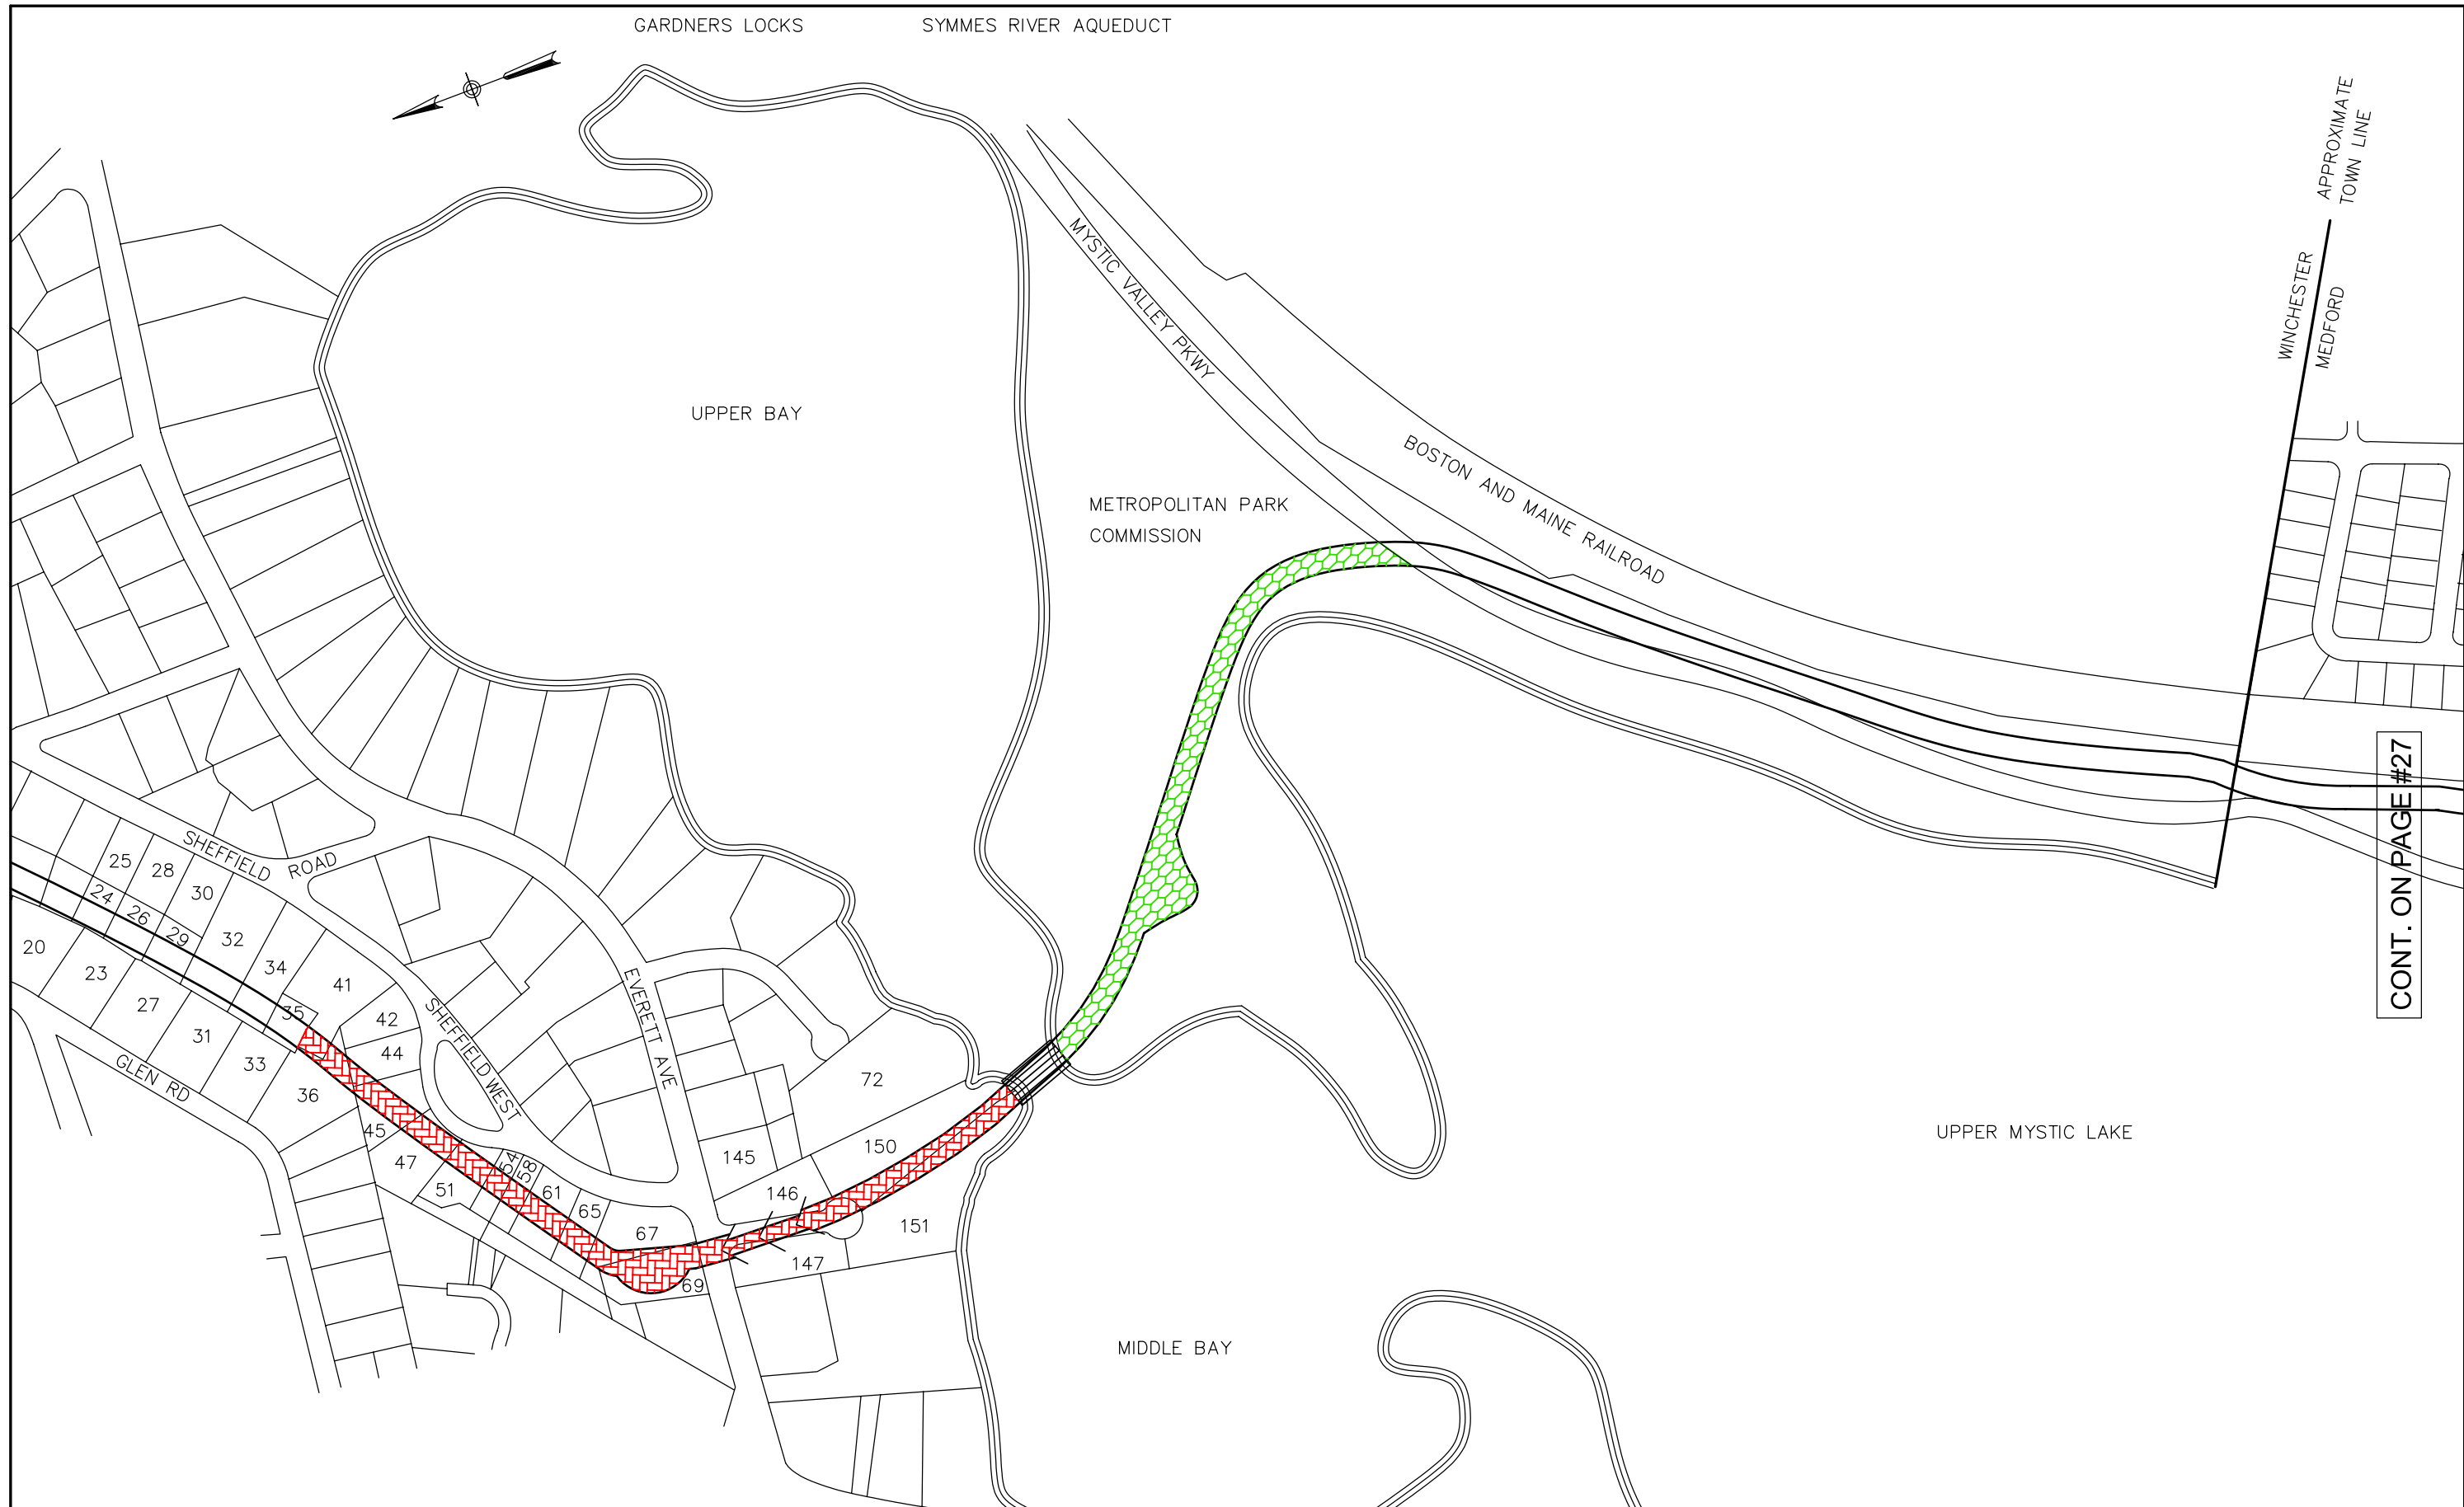 GARDNERS LOCKS
SYMMES RIVER AQUEDUCT
APPROXIMATE
TOWN LINE
WINCHESTER
MEDFORD
MYSTIC VALLEY PKWY
UPPER BAY
BOSTON AND MAINE RAILROAD
METROPOLITAN PARK
COMMISSION
CONT. ON PAGE #27
SHEFFIELD ROAD
25
28
30
24
26
29
32
20
23
27
31
33
34
35
41
42
44
36
GLEN RD
SHEFFIELD WEST
EVERETT AVE
45
47
51
54
58
61
65
67
69
72
145
146
150
147
151
UPPER MYSTIC LAKE
MIDDLE BAY